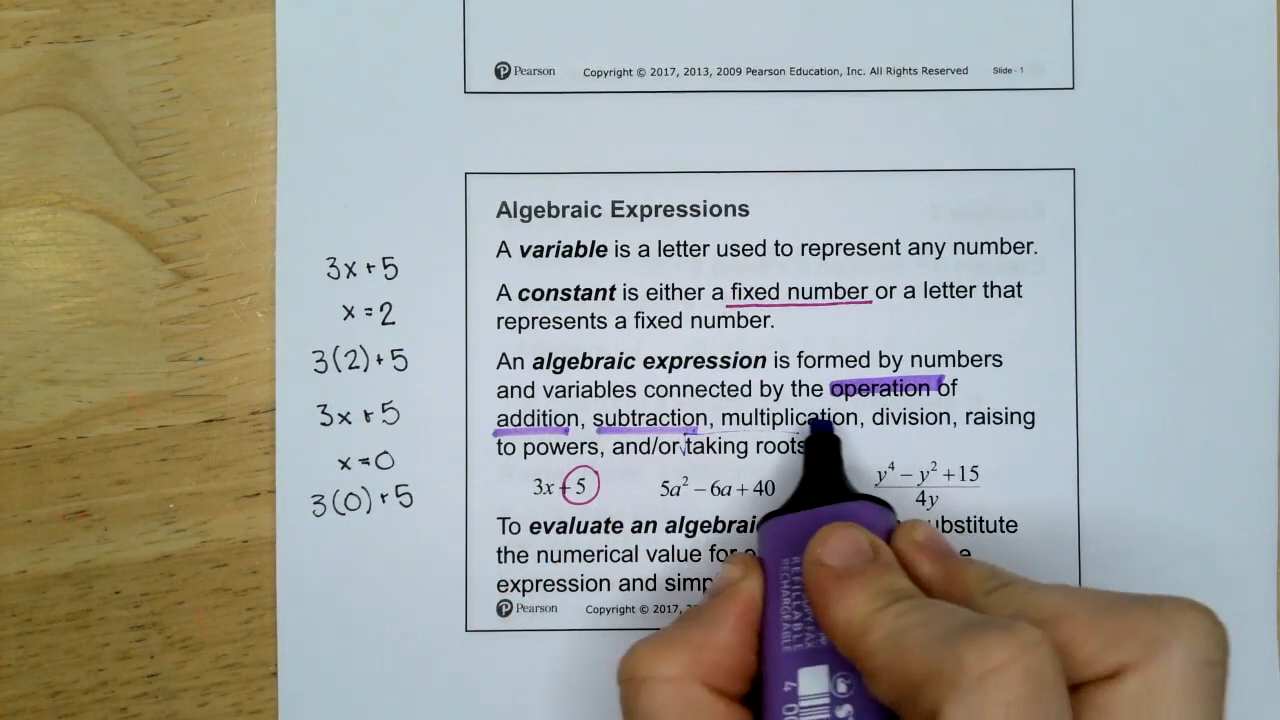 Pearson Copyright © 2017, 2013, 2009 Pearson Education, Inc. All Rights Reserved Slide - 1
Algebraic Expressions
A variable is a letter used to represent any number.
A constant is either a fixed number or a letter that
represents a fixed number.
An algebraic expression is formed by numbers
and variables connected by the operation of
addition, subtraction, multiplication, division, raising
to powers, and/or taking roots
3x + 5 5a² − 6a + 40 y⁴ − y² + 15
4y
To evaluate an algebraic
the numerical value for
expression and
Pearson Copyright © 2017,
3x + 5
x = 2
3(2) + 5
3x + 5
x = 0
3(0) + 5
REFILLABLE
RECHARGEABLE